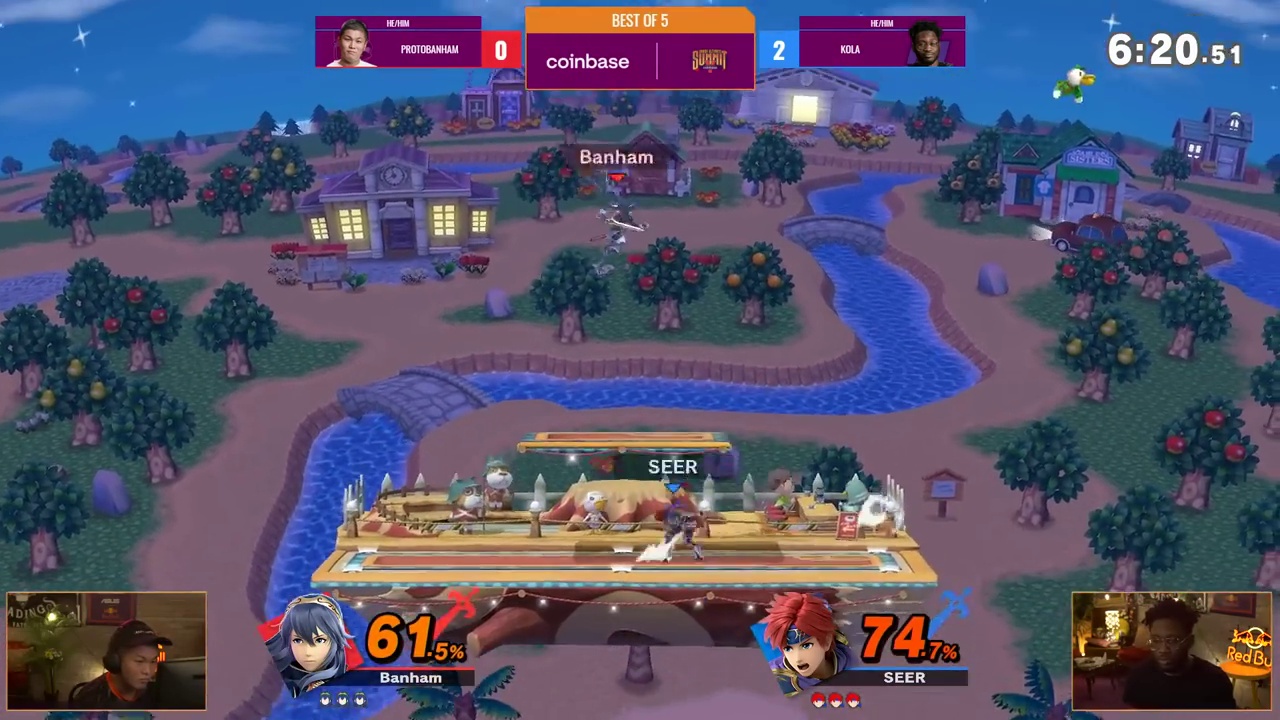 HE/HIM
PROTOBANHAM
0
BEST OF 5
coinbase
SUMMIT
2
HE/HIM
KOLA
6:20.51
Banham
SISTERS
SEER
61.5%
Banham
74.7%
SEER
Red Bu